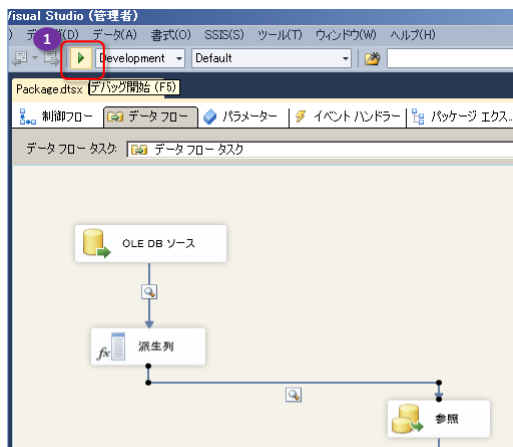 Visual Studio (管理者)
(D) データ(A) 書式(O) SSIS(S) ツール(T) ウィンドウ(W) ヘルプ(H)
1
Development Default
Package.dtsx デバッグ開始 (F5)
制御フロー データ フロー パラメーター イベント ハンドラー パッケージ エクス...
データ フロー タスク: データ フロー タスク
OLE DB ソース
fx 派生列
参照